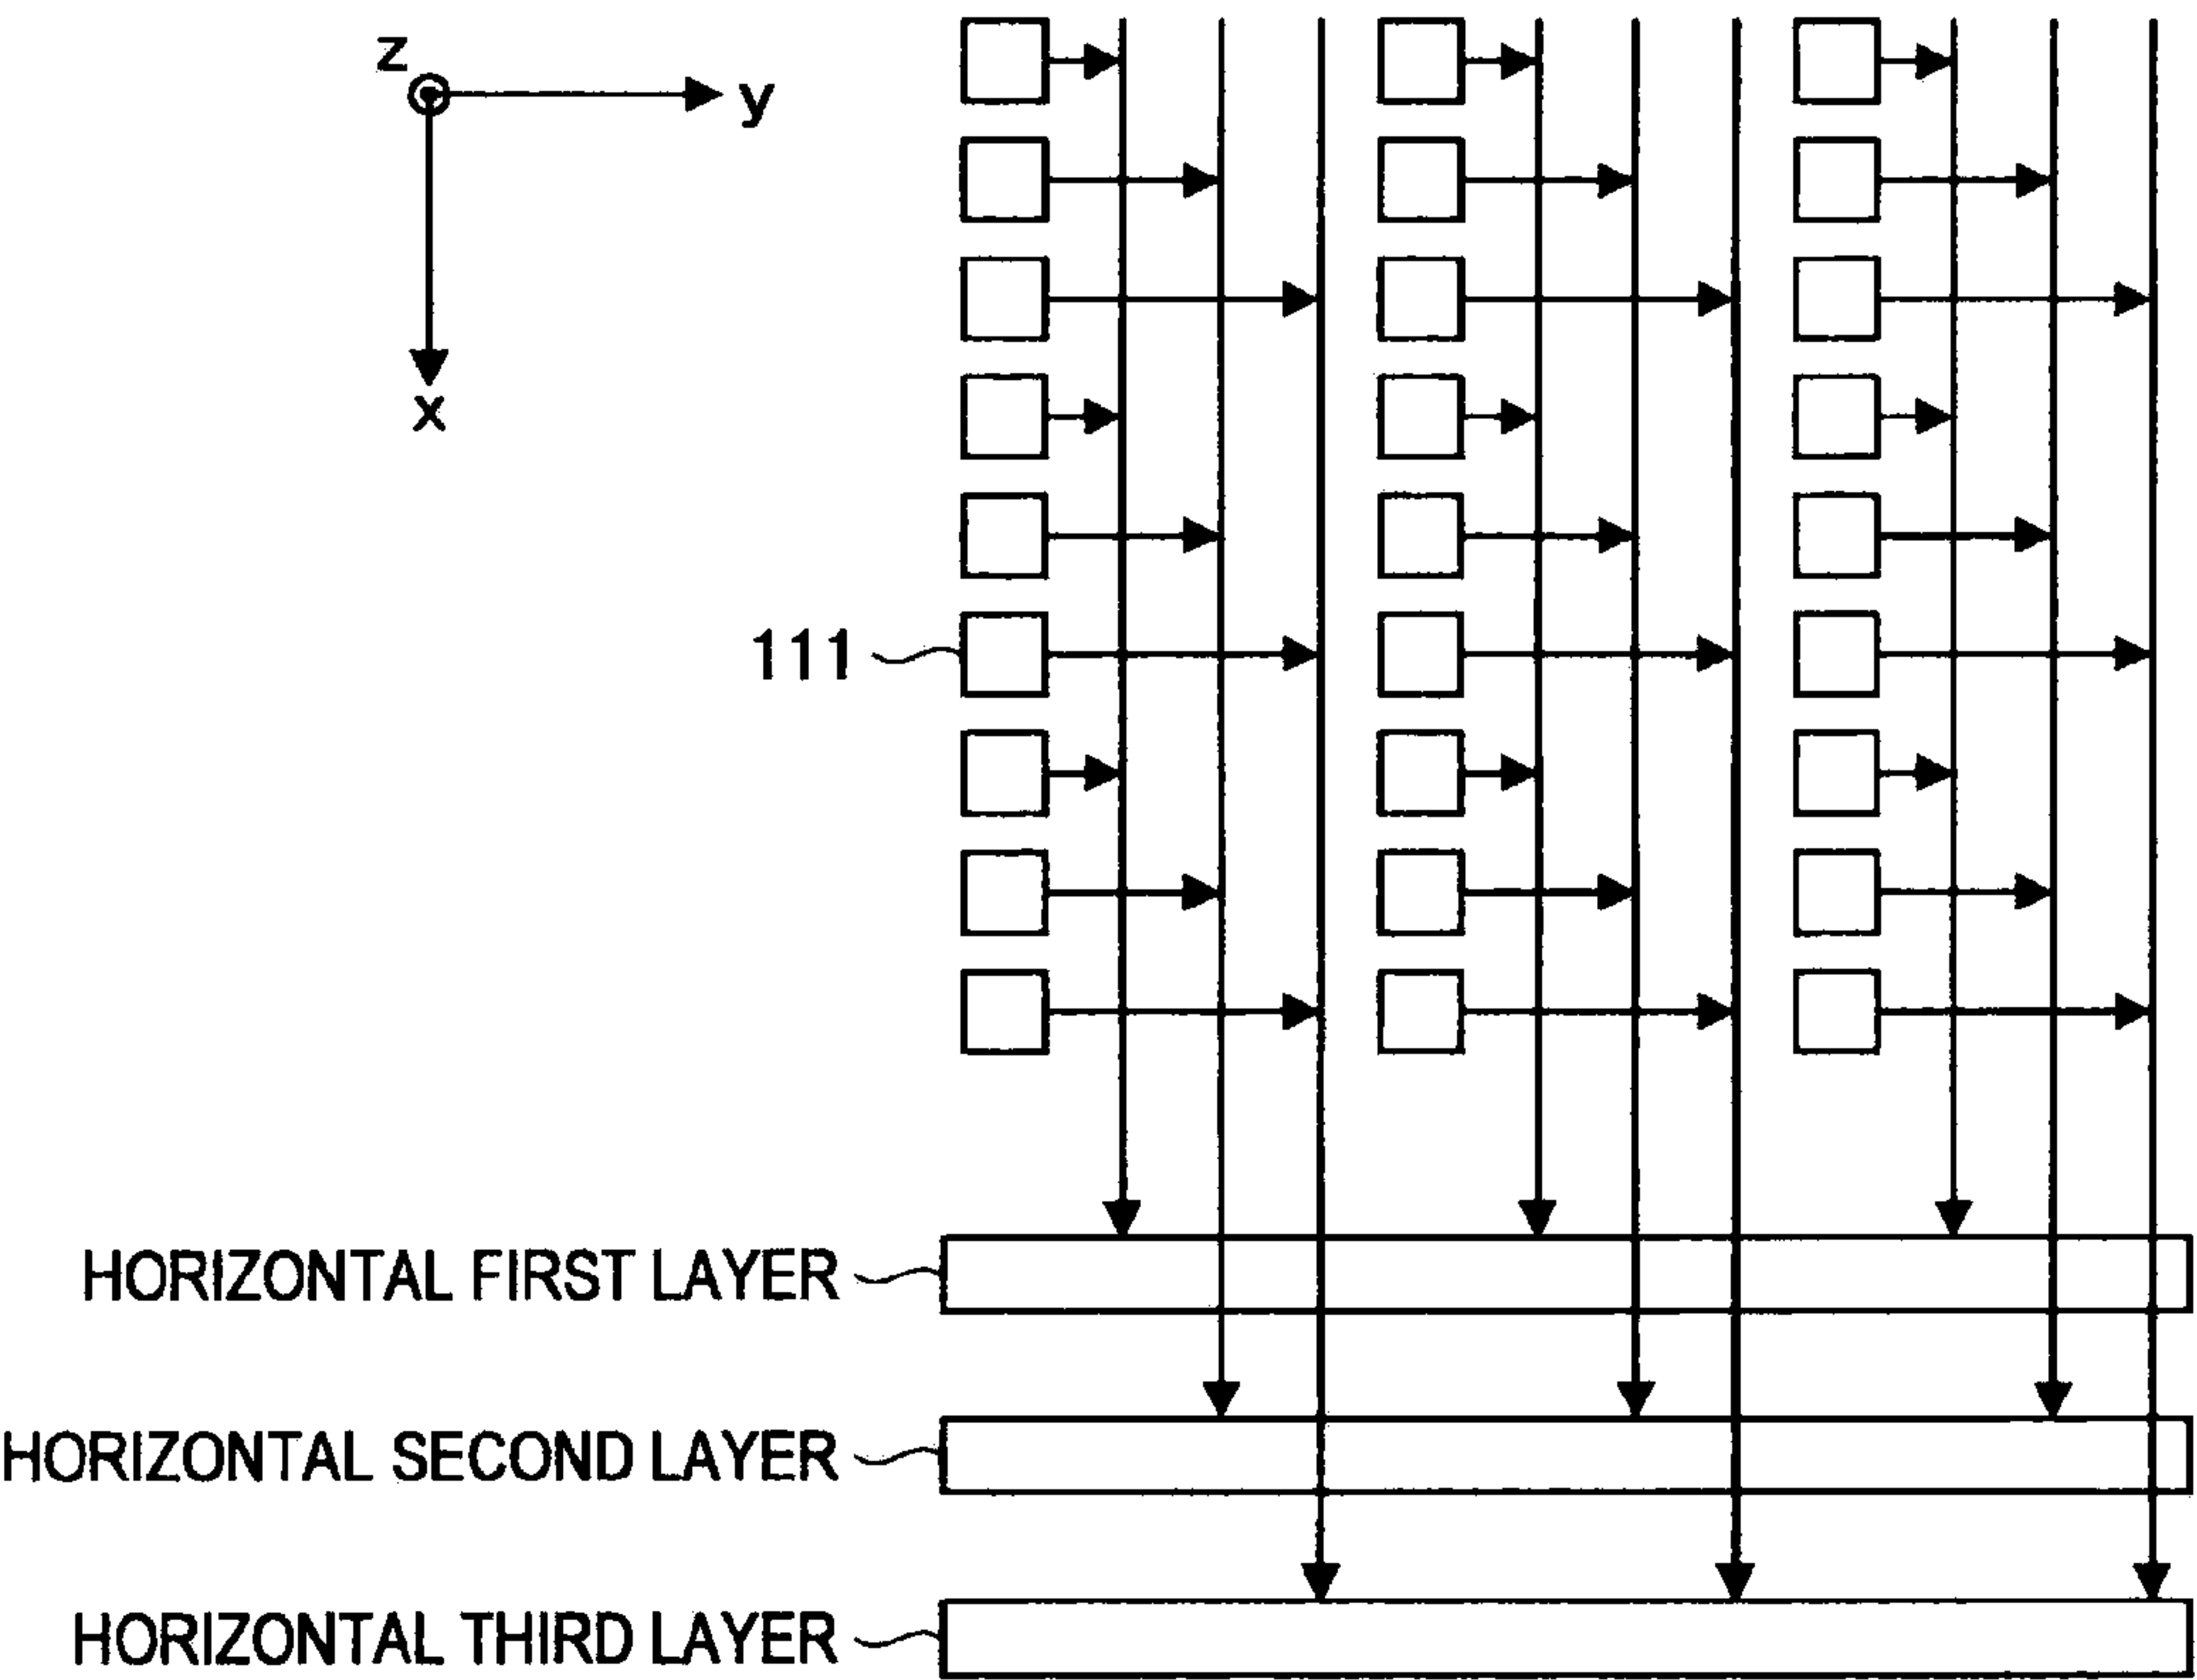 z
y
x
111
HORIZONTAL FIRST LAYER
HORIZONTAL SECOND LAYER
HORIZONTAL THIRD LAYER